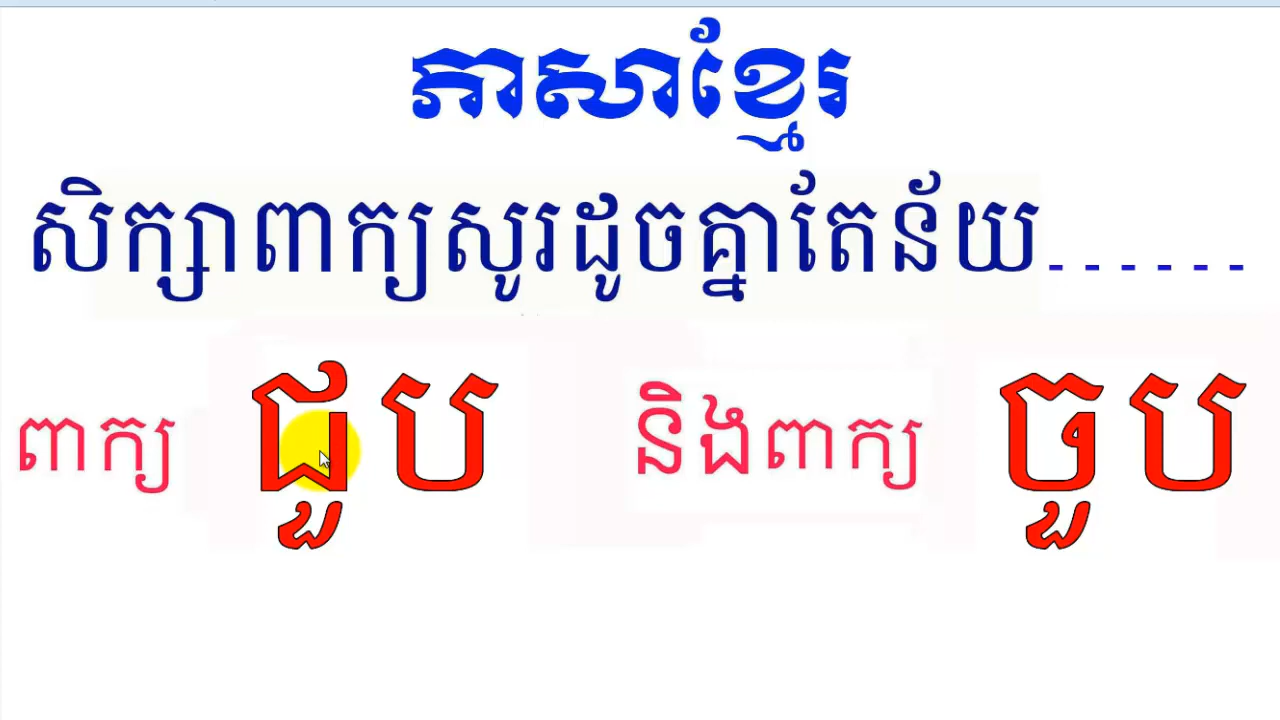 ភាសាខ្មែរ
សិក្សាពាក្យសូរដូចគ្នាតែន័យ------
ពាក្យ ជួប និងពាក្យ ចួប